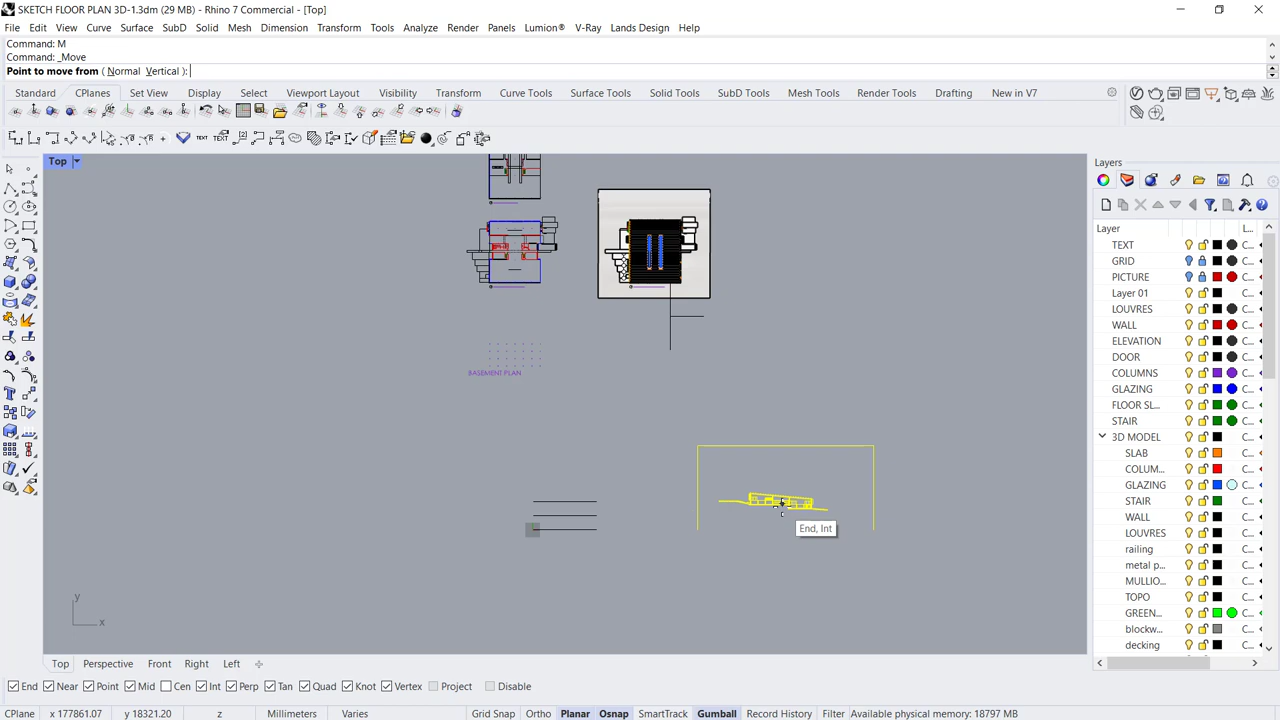 SKETCH FLOOR PLAN 3D-1.3dm (29 MB) - Rhino 7 Commercial - [Top]
File Edit View Curve Surface SubD Solid Mesh Dimension Transform Tools Analyze Render Panels Lumion® V-Ray Lands Design Help
Command: M
Command: _Move
Point to move from ( Normal Vertical ):
Standard CPlanes Set View Display Select Viewport Layout Visibility Transform Curve Tools Surface Tools Solid Tools SubD Tools Mesh Tools Render Tools Drafting New in V7
Top
Layers
Layer L...
TEXT C...
GRID C...
PICTURE C...
Layer 01 C...
LOUVRES C...
WALL C...
ELEVATION C...
DOOR C...
COLUMNS C...
GLAZING C...
FLOOR SL... C...
STAIR C...
3D MODEL C...
SLAB C...
COLUM... C...
GLAZING C...
STAIR C...
WALL C...
LOUVRES C...
railing C...
metal p... C...
MULLIO... C...
TOPO C...
GREEN... C...
blockw... C...
decking C...
BASEMENT PLAN
End, Int
y
x
Top Perspective Front Right Left
End Near Point Mid Cen Int Perp Tan Quad Knot Vertex Project Disable
CPlane x 177861.07 y 18321.20 z Millimeters Varies Grid Snap Ortho Planar Osnap SmartTrack Gumball Record History Filter Available physical memory: 18797 MB